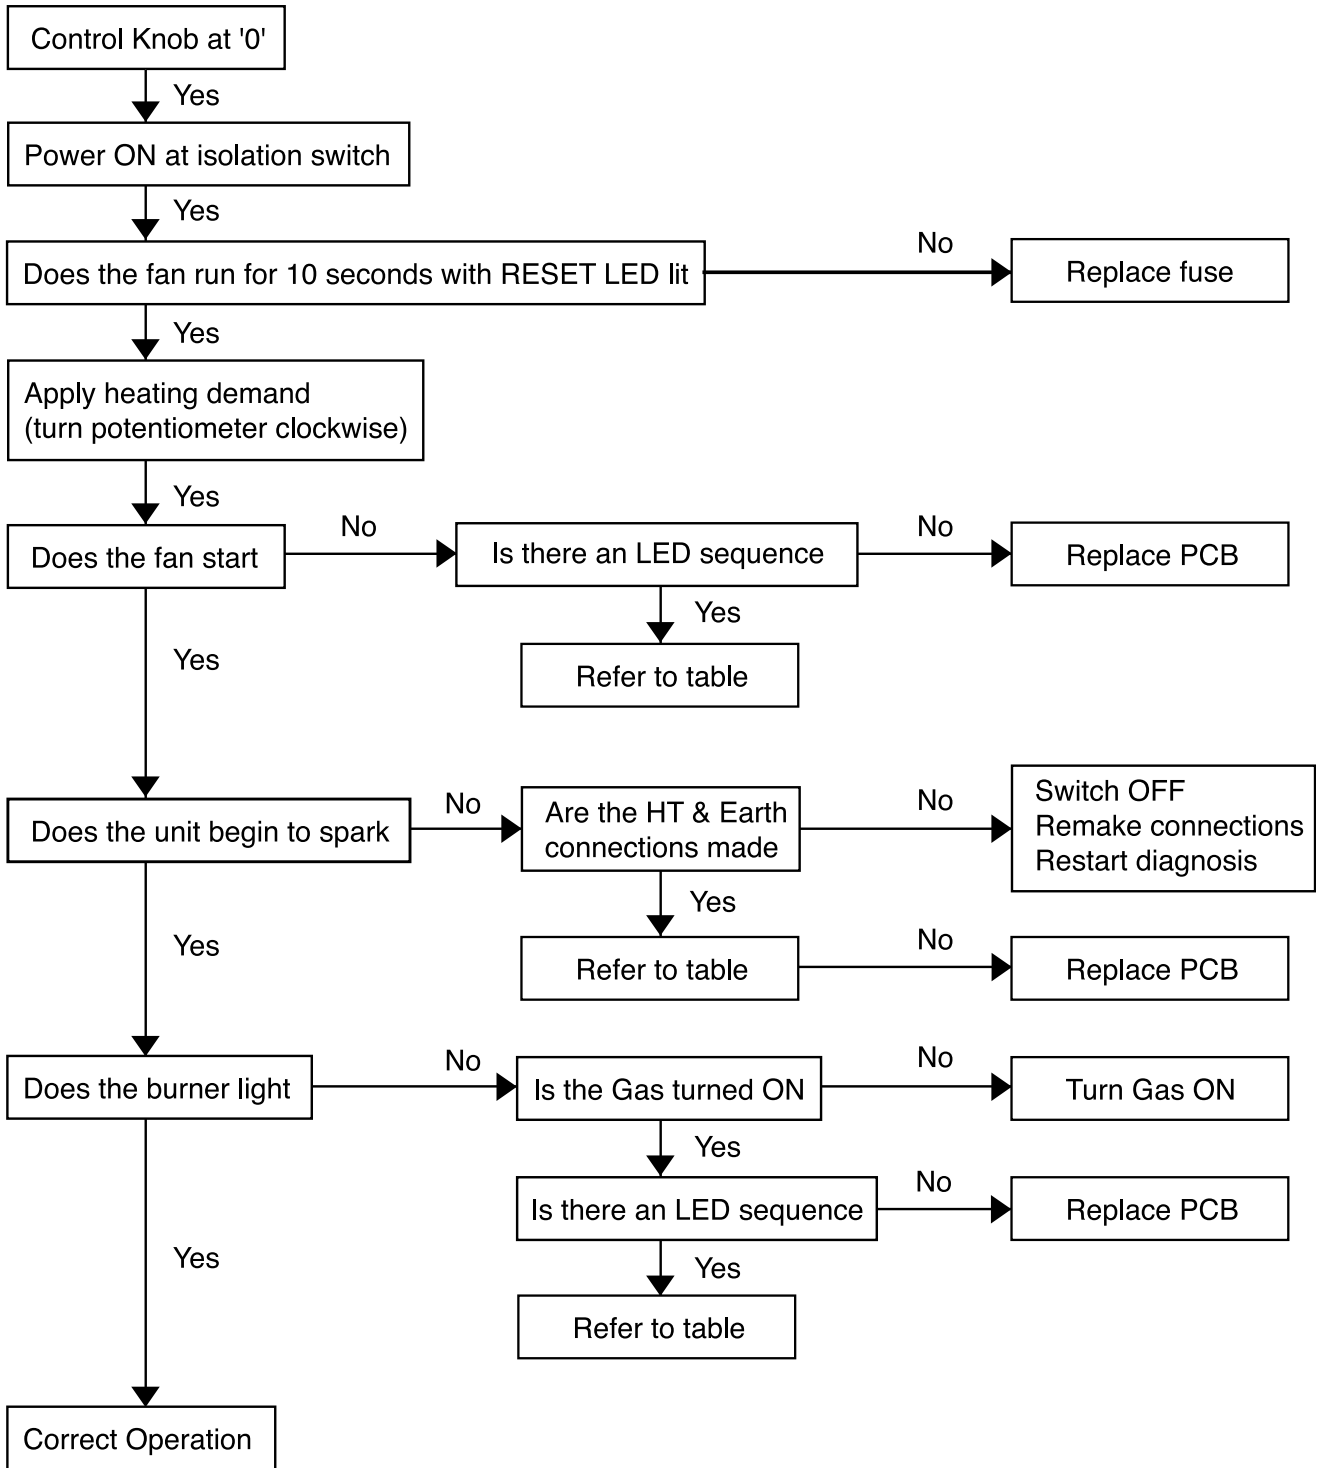 Control Knob at '0'
Yes
Power ON at isolation switch
Yes
Does the fan run for 10 seconds with RESET LED lit
No
Replace fuse
Yes
Apply heating demand
(turn potentiometer clockwise)
Yes
Does the fan start
No
Is there an LED sequence
No
Replace PCB
Yes
Refer to table
Yes
Does the unit begin to spark
No
Are the HT & Earth
connections made
No
Switch OFF
Remake connections
Restart diagnosis
Yes
Refer to table
No
Replace PCB
Yes
Does the burner light
No
Is the Gas turned ON
No
Turn Gas ON
Yes
Is there an LED sequence
No
Replace PCB
Yes
Refer to table
Yes
Correct Operation